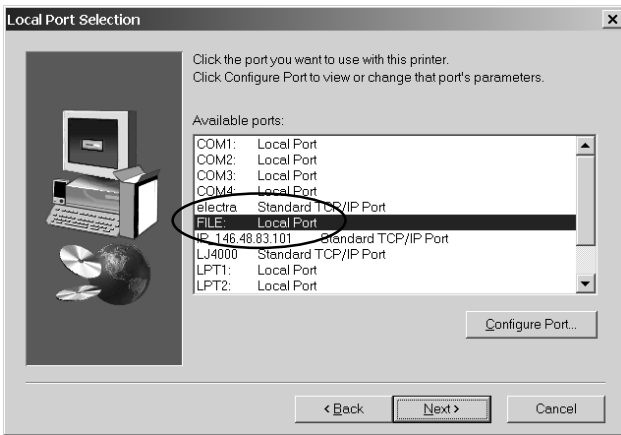 Local Port Selection
Click the port you want to use with this printer.
Click Configure Port to view or change that port's parameters.
Available ports:
COM1: Local Port
COM2: Local Port
COM3: Local Port
COM4: Local Port
electra Standard TCP/IP Port
FILE: Local Port
IP_146.48.83.101 Standard TCP/IP Port
LJ4000 Standard TCP/IP Port
LPT1: Local Port
LPT2: Local Port
Configure Port...
< Back Next > Cancel